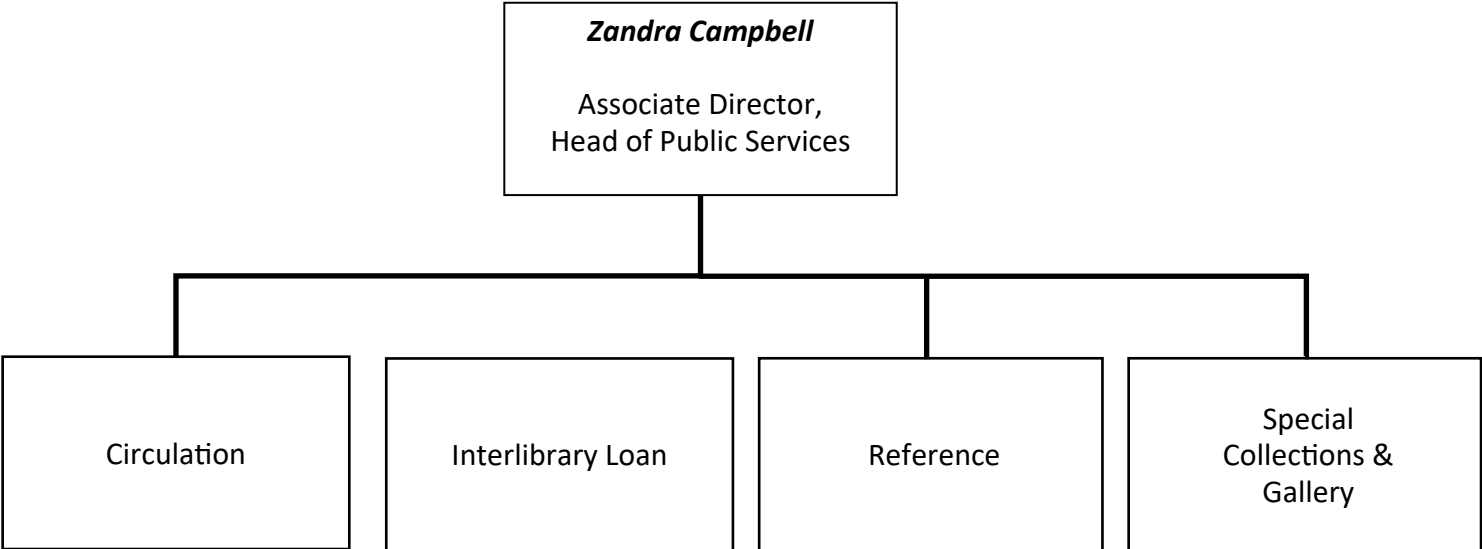 Zandra Campbell
Associate Director,
Head of Public Services
Circulation
Interlibrary Loan
Reference
Special
Collections &
Gallery